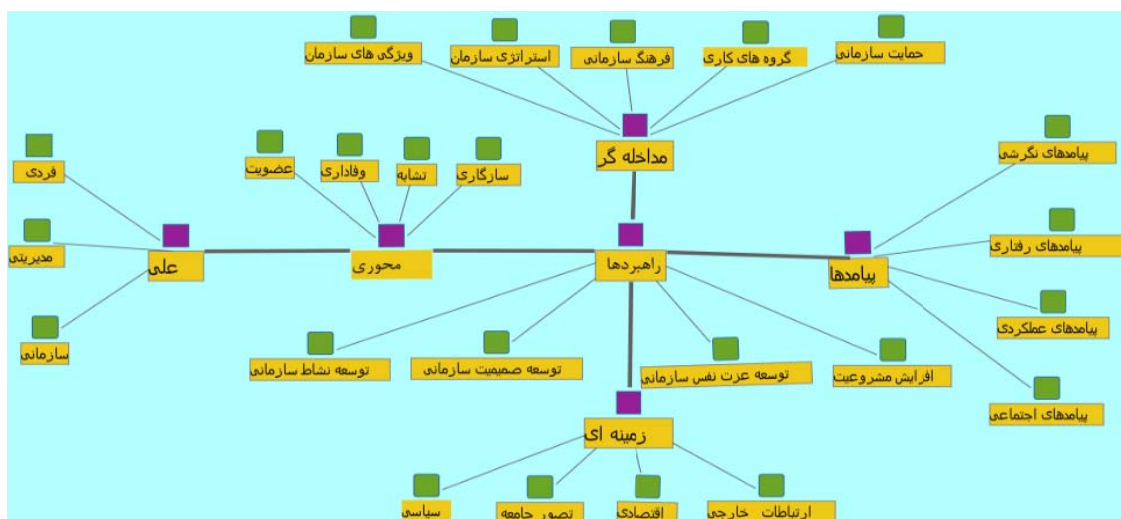 حمایت سازمانی
گروه های کاری
فرهنگ سازمانی
استراتژی سازمان
ویژگی های سازمان
مداخله گر
پیامدهای نگرشی
سازگاری
تشابه
وفاداری
عضویت
فردی
پیامدهای رفتاری
مدیریتی
پیامدها
راهبردها
محوری
علی
پیامدهای عملکردی
سازمانی
افزایش مشروعیت
توسعه عزت نفس سازمانی
توسعه صمیمیت سازمانی
توسعه نشاط سازمانی
پیامدهای اجتماعی
زمینه ای
ارتباطات خارجی
اقتصادی
تصور جامعه
سیاسی